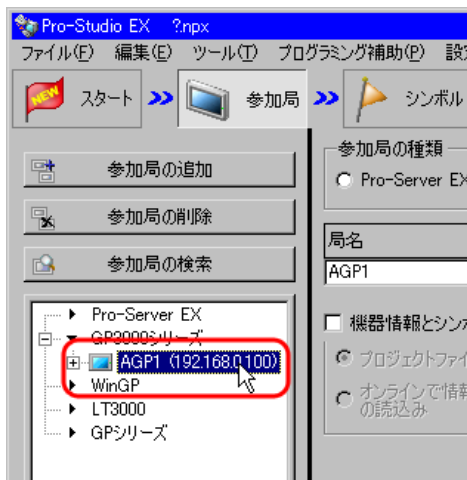 Pro-Studio EX ?.npx
ファイル(F) 編集(E) ツール(T) プログラミング補助(P) 設
NEW スタート 参加局 シンボル
参加局の追加
参加局の削除
参加局の検索
Pro-Server EX
GP3000シリーズ
AGP1 (192.168.0.100)
WinGP
LT3000
GPシリーズ
参加局の種類
Pro-Server EX
局名
AGP1
機器情報とシンボ
プロジェクトファイ
オンラインで情報
の読込み